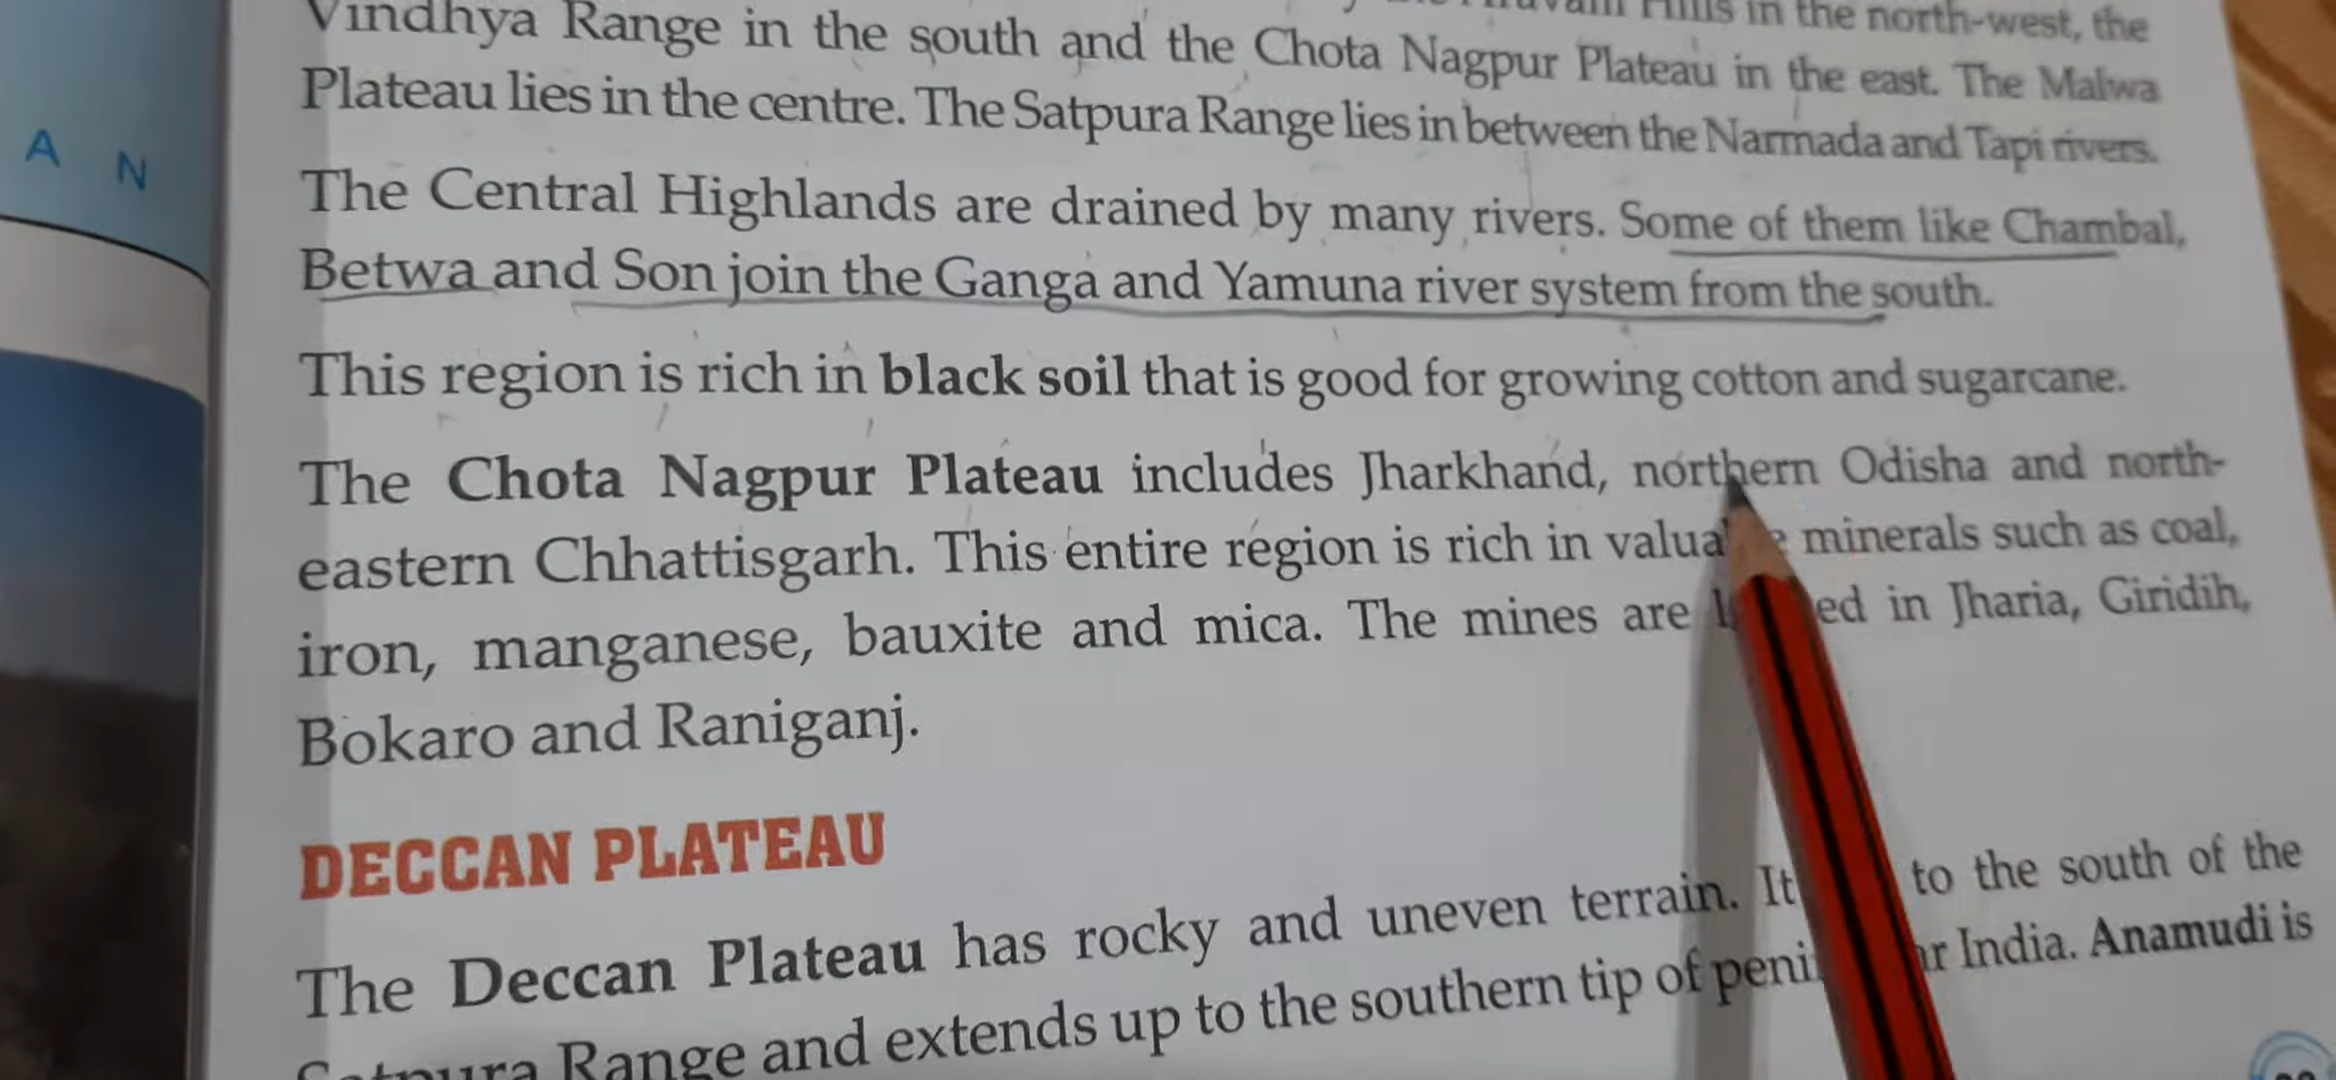 A N
Vindhya Range in the south and the Chota Nagpur Plateau in the east. The Malwa
Hills in the north-west, the
Plateau lies in the centre. The Satpura Range lies in between the Narmada and Tapi rivers.
The Central Highlands are drained by many rivers. Some of them like Chambal,
Betwa and Son join the Ganga and Yamuna river system from the south.
This region is rich in black soil that is good for growing cotton and sugarcane.
The Chota Nagpur Plateau includes Jharkhand, northern Odisha and north-
eastern Chhattisgarh. This entire region is rich in minerals such as coal,
iron, manganese, bauxite and mica. The mines are in Jharia, Giridih,
Bokaro and Raniganj.
DECCAN PLATEAU
The Deccan Plateau has rocky and uneven terrain. It to the south of the
Satpura Range and extends up to the southern tip of India. Anamudi is